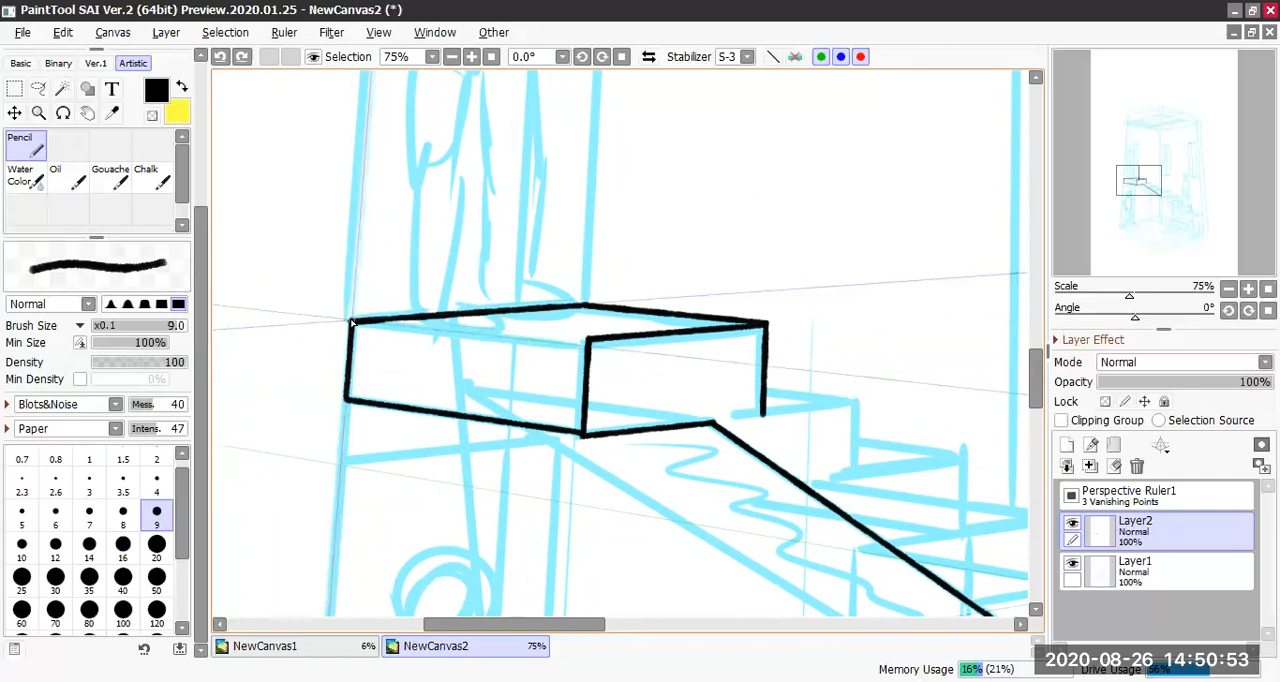 PaintTool SAI Ver.2 (64bit) Preview.2020.01.25 - NewCanvas2 (*)
File Edit Canvas Layer Selection Ruler Filter View Window Other
Basic Binary Ver.1 Artistic
Selection 75% 0.0° Stabilizer S-3
T
Pencil
Water Color Oil Gouache Chalk
Normal
Brush Size x0.1 9.0
Min Size 100%
Density 100
Min Density 0%
Blots&Noise Mess. 40
Paper Intens. 47
0.7 0.8 1 1.5 2
2.3 2.6 3 3.5 4
5 6 7 8 9
10 12 14 16 20
25 30 35 40 50
60 70 80 100 120
Scale 75%
Angle 0°
Layer Effect
Mode Normal
Opacity 100%
Lock
Clipping Group Selection Source
Perspective Ruler1
3 Vanishing Points
Layer2
Normal
100%
Layer1
Normal
100%
NewCanvas1 6% NewCanvas2 75%
Memory Usage 16% (21%) Drive Usage 56%
2020-08-26 14:50:53